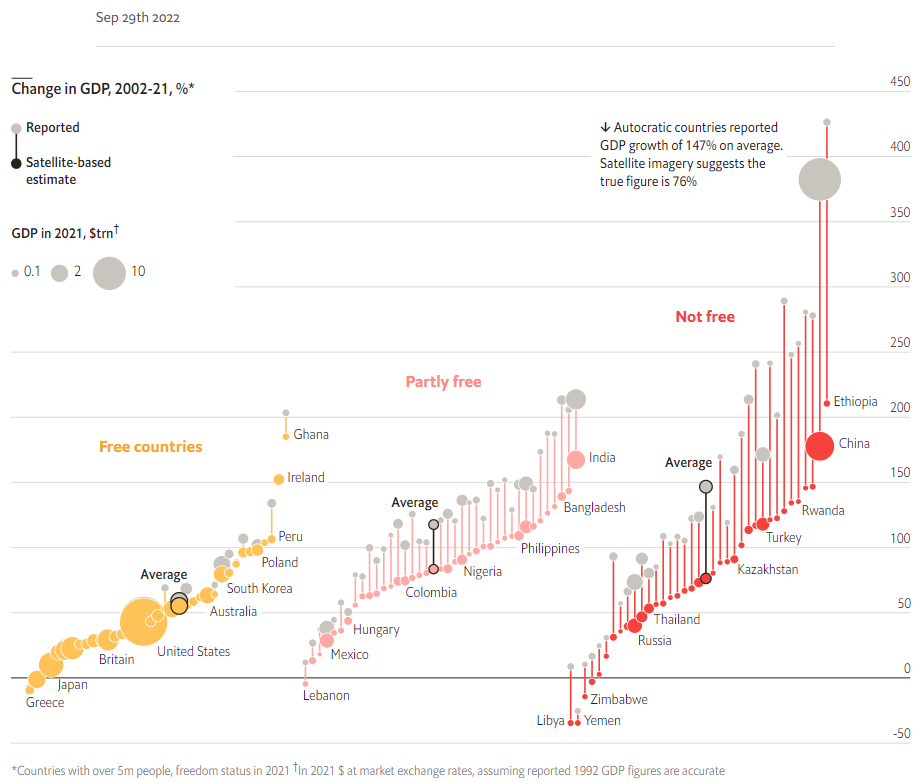 Sep 29th 2022
Change in GDP, 2002-21, %*
Reported
Satellite-based
estimate
GDP in 2021, $trn†
0.1
2
10
↓ Autocratic countries reported
GDP growth of 147% on average.
Satellite imagery suggests the
true figure is 76%
450
400
350
300
250
200
150
100
50
0
-50
Free countries
Ghana
Ireland
Peru
Poland
Average
South Korea
Australia
United States
Britain
Japan
Greece
Partly free
India
Bangladesh
Average
Philippines
Nigeria
Colombia
Hungary
Mexico
Lebanon
Not free
Ethiopia
China
Average
Rwanda
Turkey
Kazakhstan
Thailand
Russia
Zimbabwe
Libya
Yemen
*Countries with over 5m people, freedom status in 2021 †In 2021 $ at market exchange rates, assuming reported 1992 GDP figures are accurate